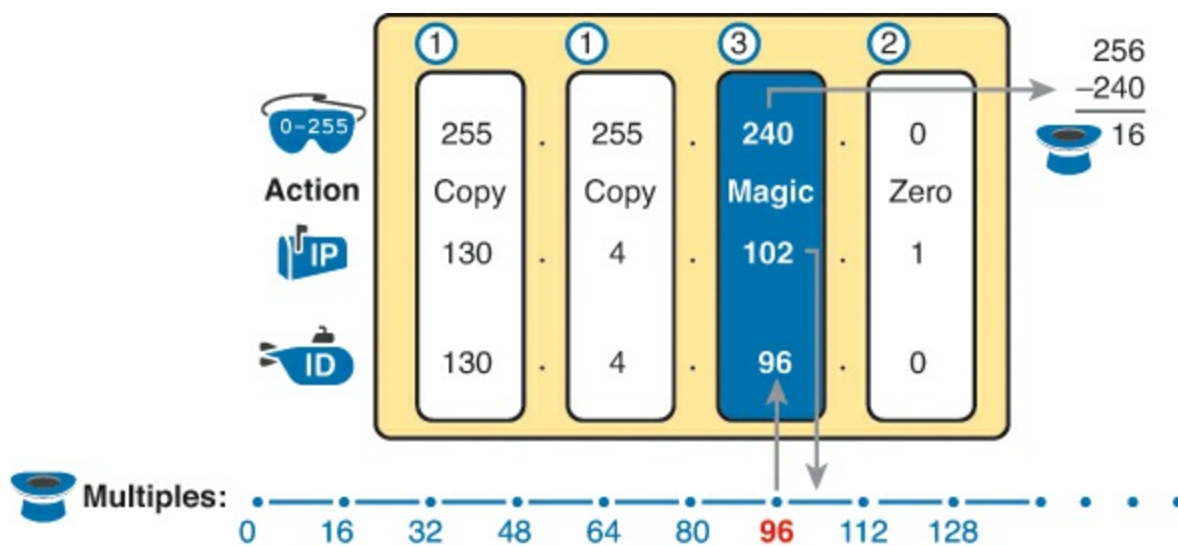 1 1 3 2
256
–240
16
0–255 255 . 255 . 240 . 0
Action Copy Copy Magic Zero
IP 130 . 4 . 102 . 1
ID 130 . 4 . 96 . 0
Multiples:
0 16 32 48 64 80 96 112 128